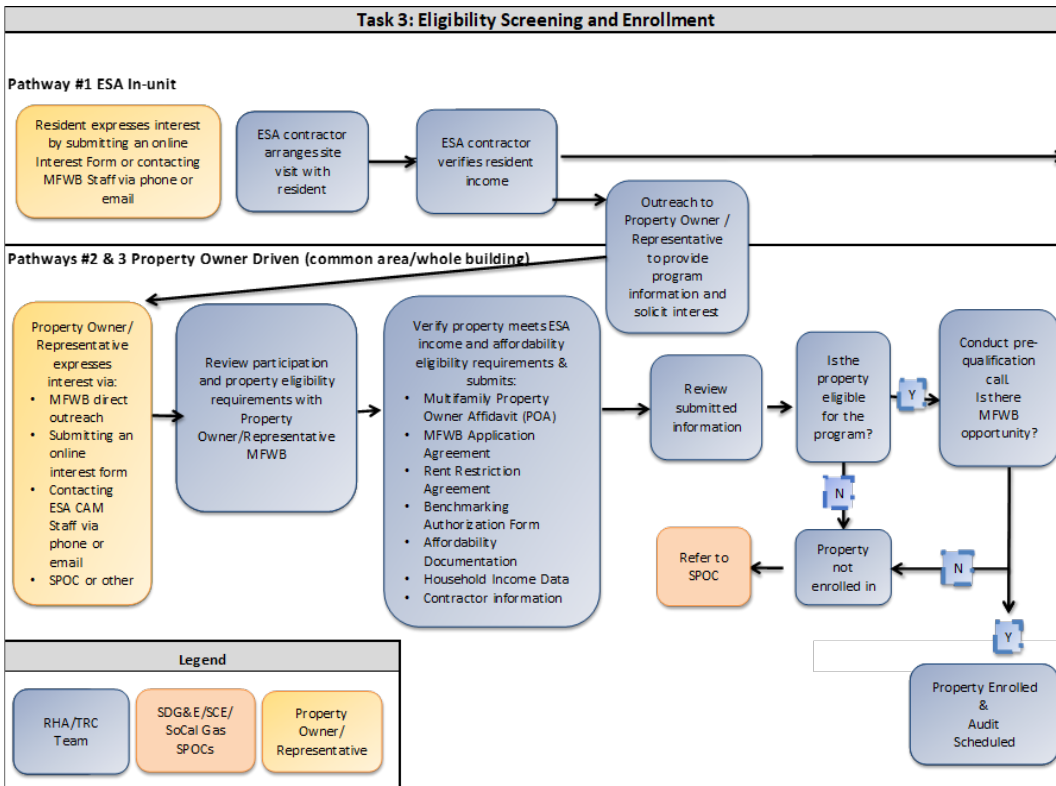 Task 3: Eligibility Screening and Enrollment
Pathway #1 ESA In-unit
Resident expresses interest
by submitting an online
Interest Form or contacting
MFWB Staff via phone or
email
ESA contractor
arranges site
visit with
resident
ESA contractor
verifies resident
income
Outreach to
Property Owner /
Representative
to provide
program
information and
solicit interest
Pathways #2 & 3 Property Owner Driven (common area/whole building)
Property Owner/
Representative
expresses
interest via:
• MFWB direct
outreach
• Submitting an
online
interest form
• Contacting
ESA CAM
Staff via
phone or
email
• SPOC or other
Review participation
and property eligibility
requirements with
Property
Owner/Representative
MFWB
Verify property meets ESA
income and affordability
eligibility requirements &
submits:
• Multifamily Property
Owner Affidavit (POA)
• MFWB Application
Agreement
• Rent Restriction
Agreement
• Benchmarking
Authorization Form
• Affordability
Documentation
• Household Income Data
• Contractor information
Review
submitted
information
Is the
property
eligible
for the
program?
Y
Conduct pre-
qualification
call.
Is there
MFWB
opportunity?
N
Refer to
SPOC
Property
not
enrolled in
N
Y
Property Enrolled
&
Audit
Scheduled
Legend
RHA/TRC
Team
SDG&E/SCE/
SoCal Gas
SPOCs
Property
Owner/
Representative